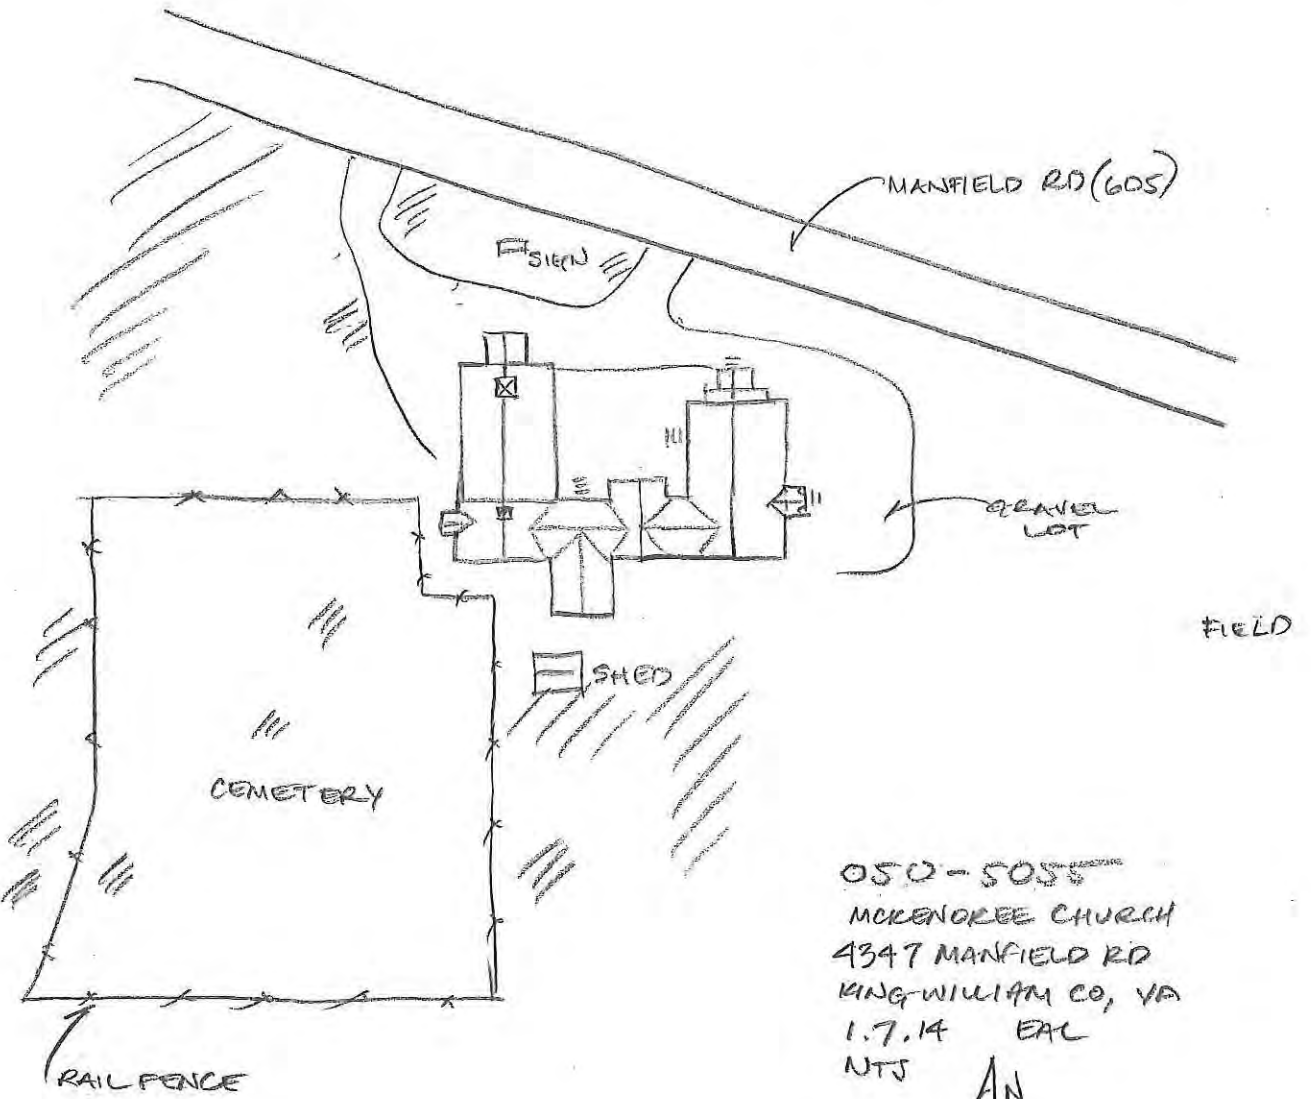 MANFIELD RD (605)
SIGN
GRAVEL
LOT
FIELD
SHED
CEMETERY
RAIL FENCE
050-5055
MCKENDREE CHURCH
4347 MANFIELD RD
KING WILLIAM CO, VA
1.7.14 EAL
NTS
N